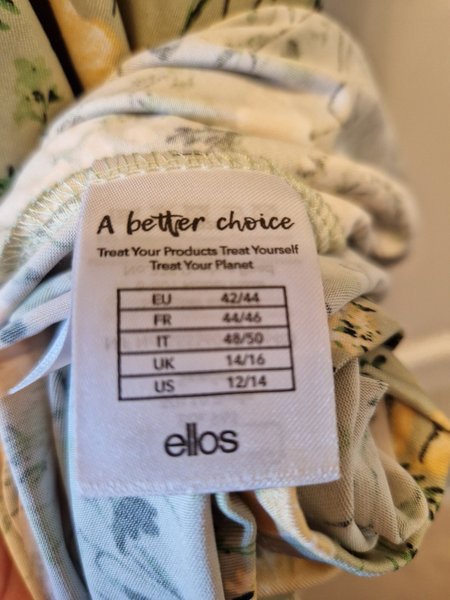 A better choice
Treat Your Products Treat Yourself
Treat Your Planet
EU 42/44
FR 44/46
IT 48/50
UK 14/16
US 12/14
ellos